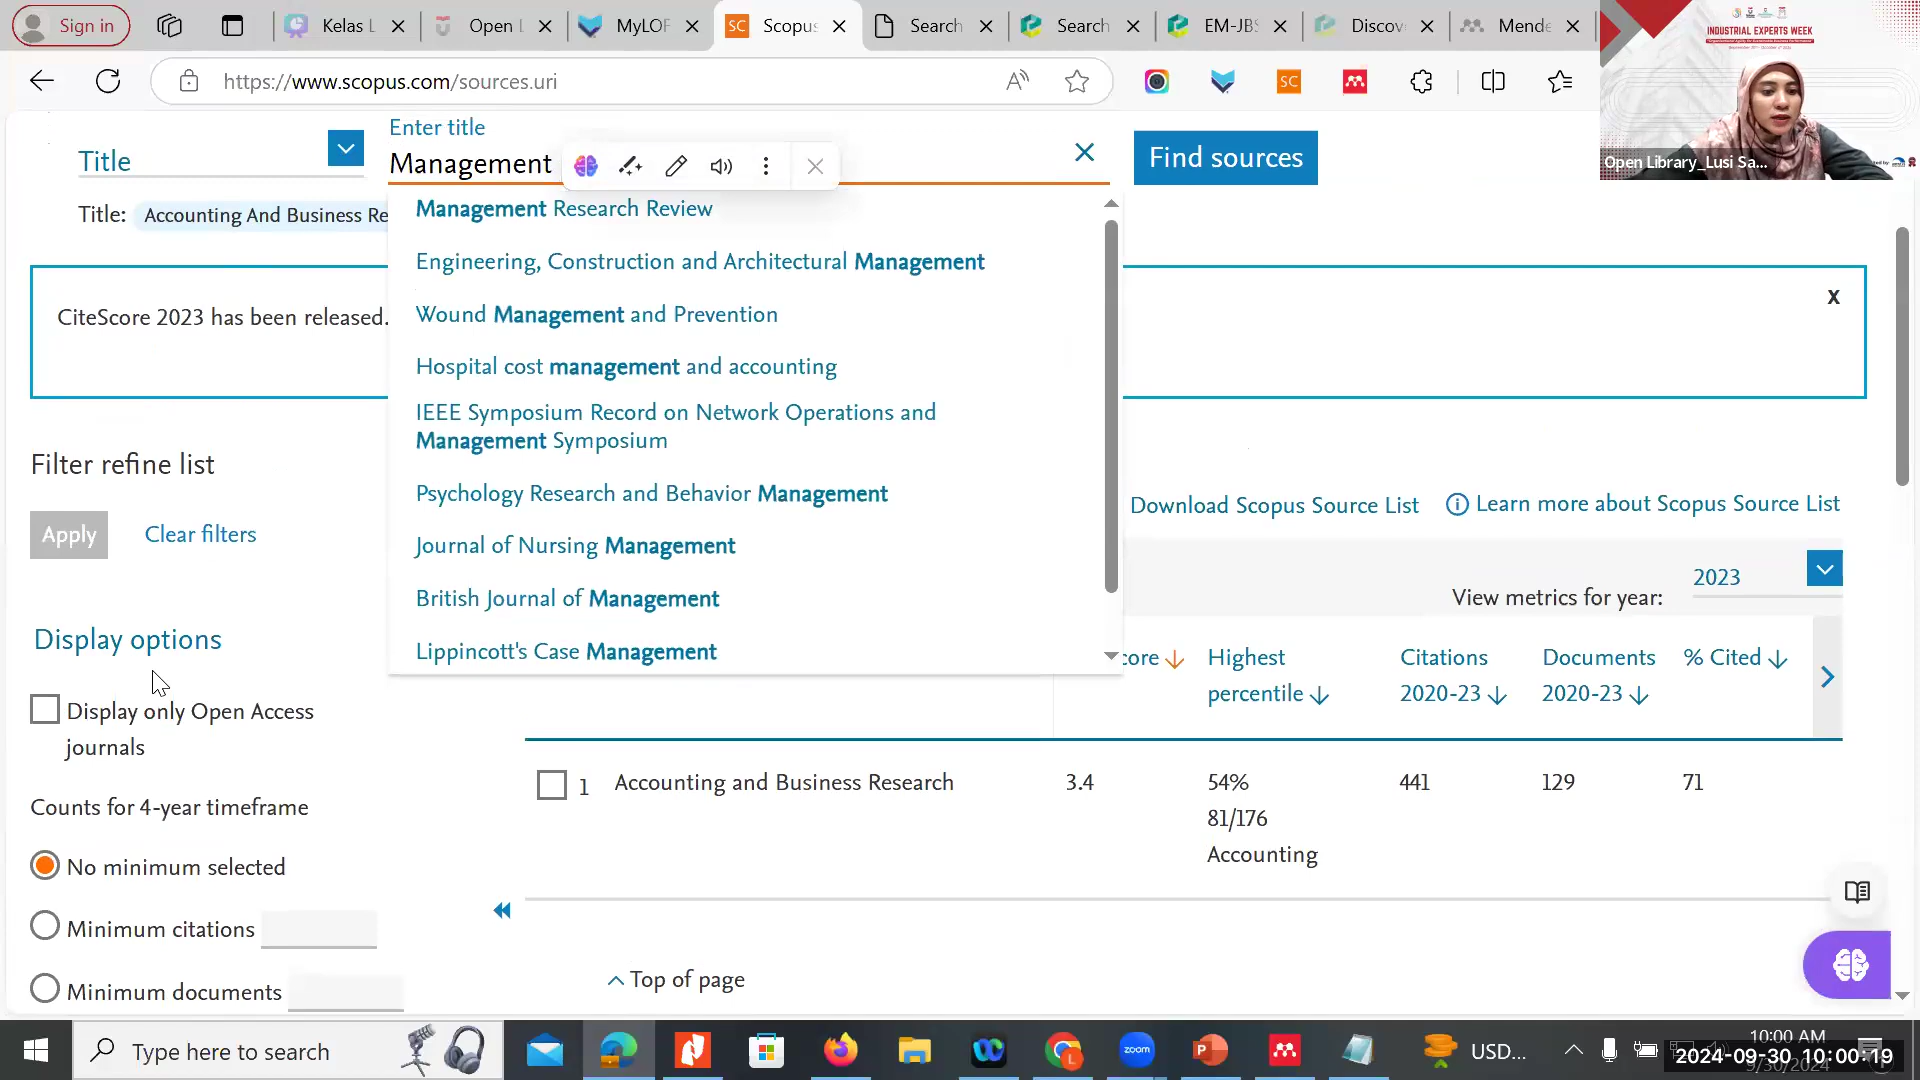 Sign in
Kelas L
Open L
MyLOF
Scopus
Search
Search
EM-JBS
Discov
Mende
INDUSTRIAL EXPERTS WEEK
https://www.scopus.com/sources.uri
Open Library_Lusi Sa...
Title
Enter title
Management
Find sources
Title: Accounting And Business Re
Management Research Review
Engineering, Construction and Architectural Management
Wound Management and Prevention
Hospital cost management and accounting
IEEE Symposium Record on Network Operations and
Management Symposium
Psychology Research and Behavior Management
Journal of Nursing Management
British Journal of Management
Lippincott's Case Management
CiteScore 2023 has been released.
x
Filter refine list
Apply
Clear filters
Download Scopus Source List
Learn more about Scopus Source List
View metrics for year:
2023
Display options
Display only Open Access
journals
Counts for 4-year timeframe
No minimum selected
Minimum citations
Minimum documents
core
Highest
percentile
Citations
2020-23
Documents
2020-23
% Cited
1 Accounting and Business Research 3.4 54% 441 129 71
81/176
Accounting
Top of page
Type here to search
zoom
USD...
10:00 AM
2024-09-30 10:00:19
9/30/2024